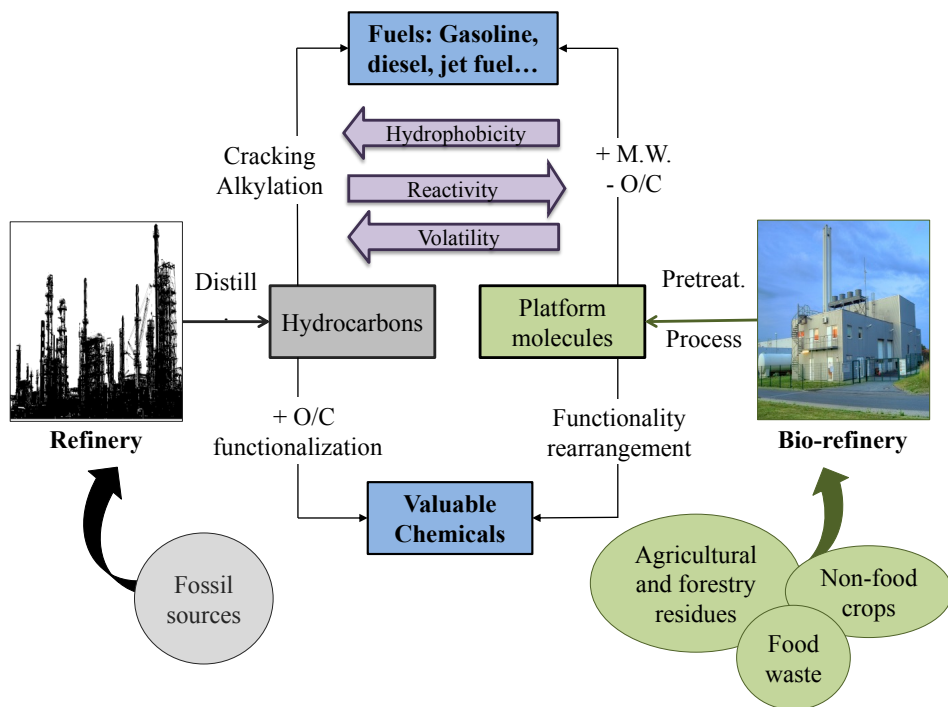 Fuels: Gasoline,
diesel, jet fuel…
Hydrophobicity
Cracking
Alkylation
+ M.W.
- O/C
Reactivity
Volatility
Distill
Hydrocarbons
Platform
molecules
Pretreat.
Process
Refinery
+ O/C
functionalization
Functionality
rearrangement
Bio-refinery
Valuable
Chemicals
Fossil
sources
Agricultural
and forestry
residues
Non-food
crops
Food
waste